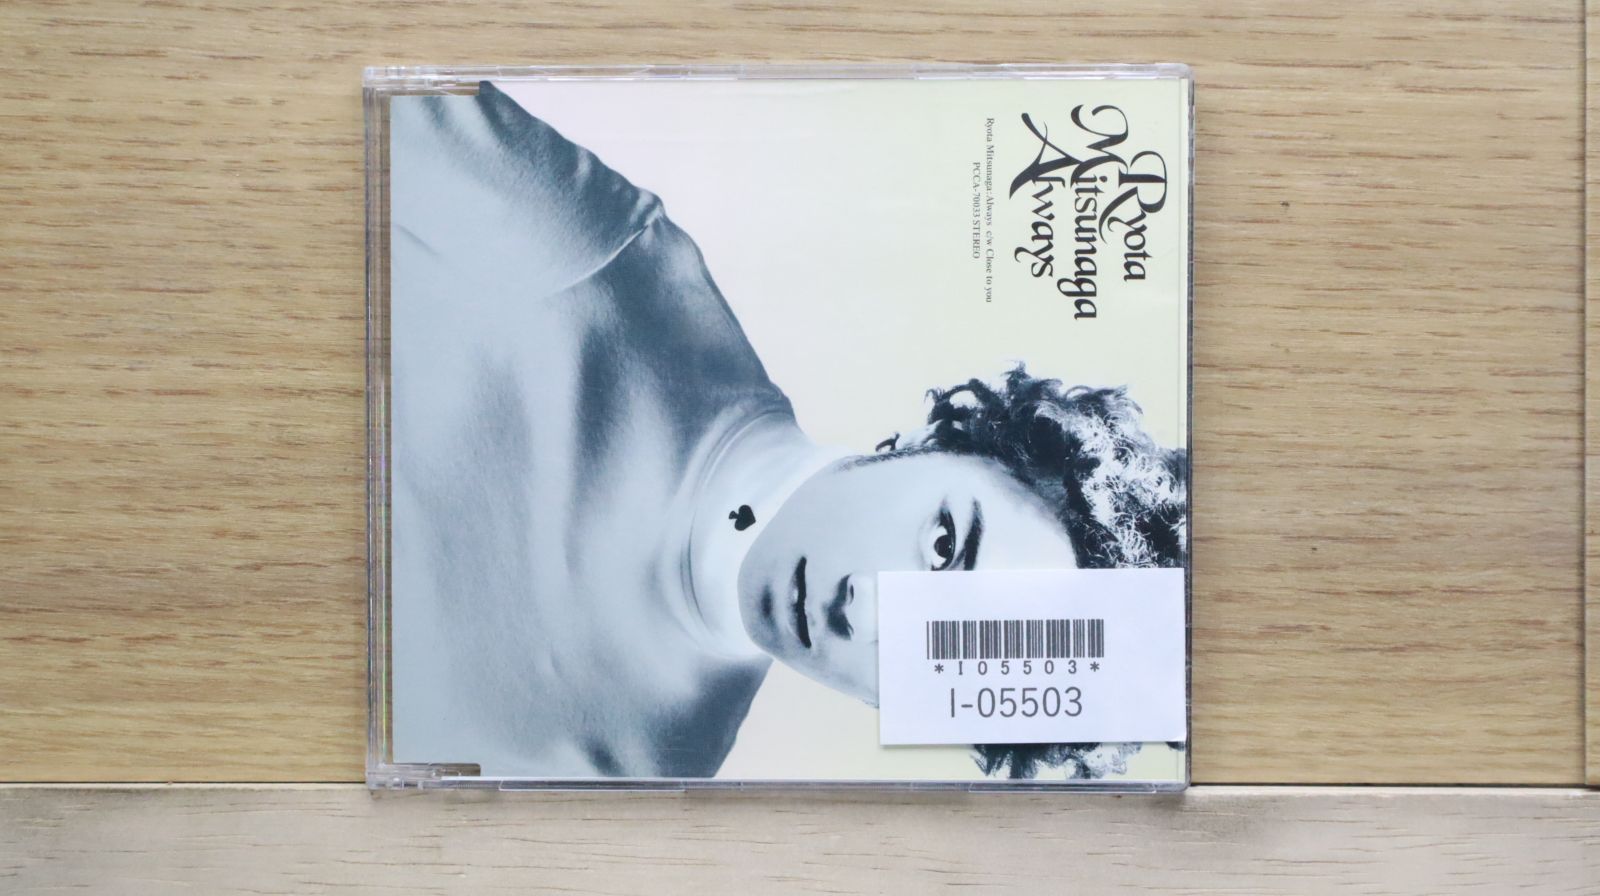 Ryota
Mitsunaga
Always
Ryota Mitsunaga:Always c/w Close to you
PCCA-70033 STEREO
*I05503*
I-05503